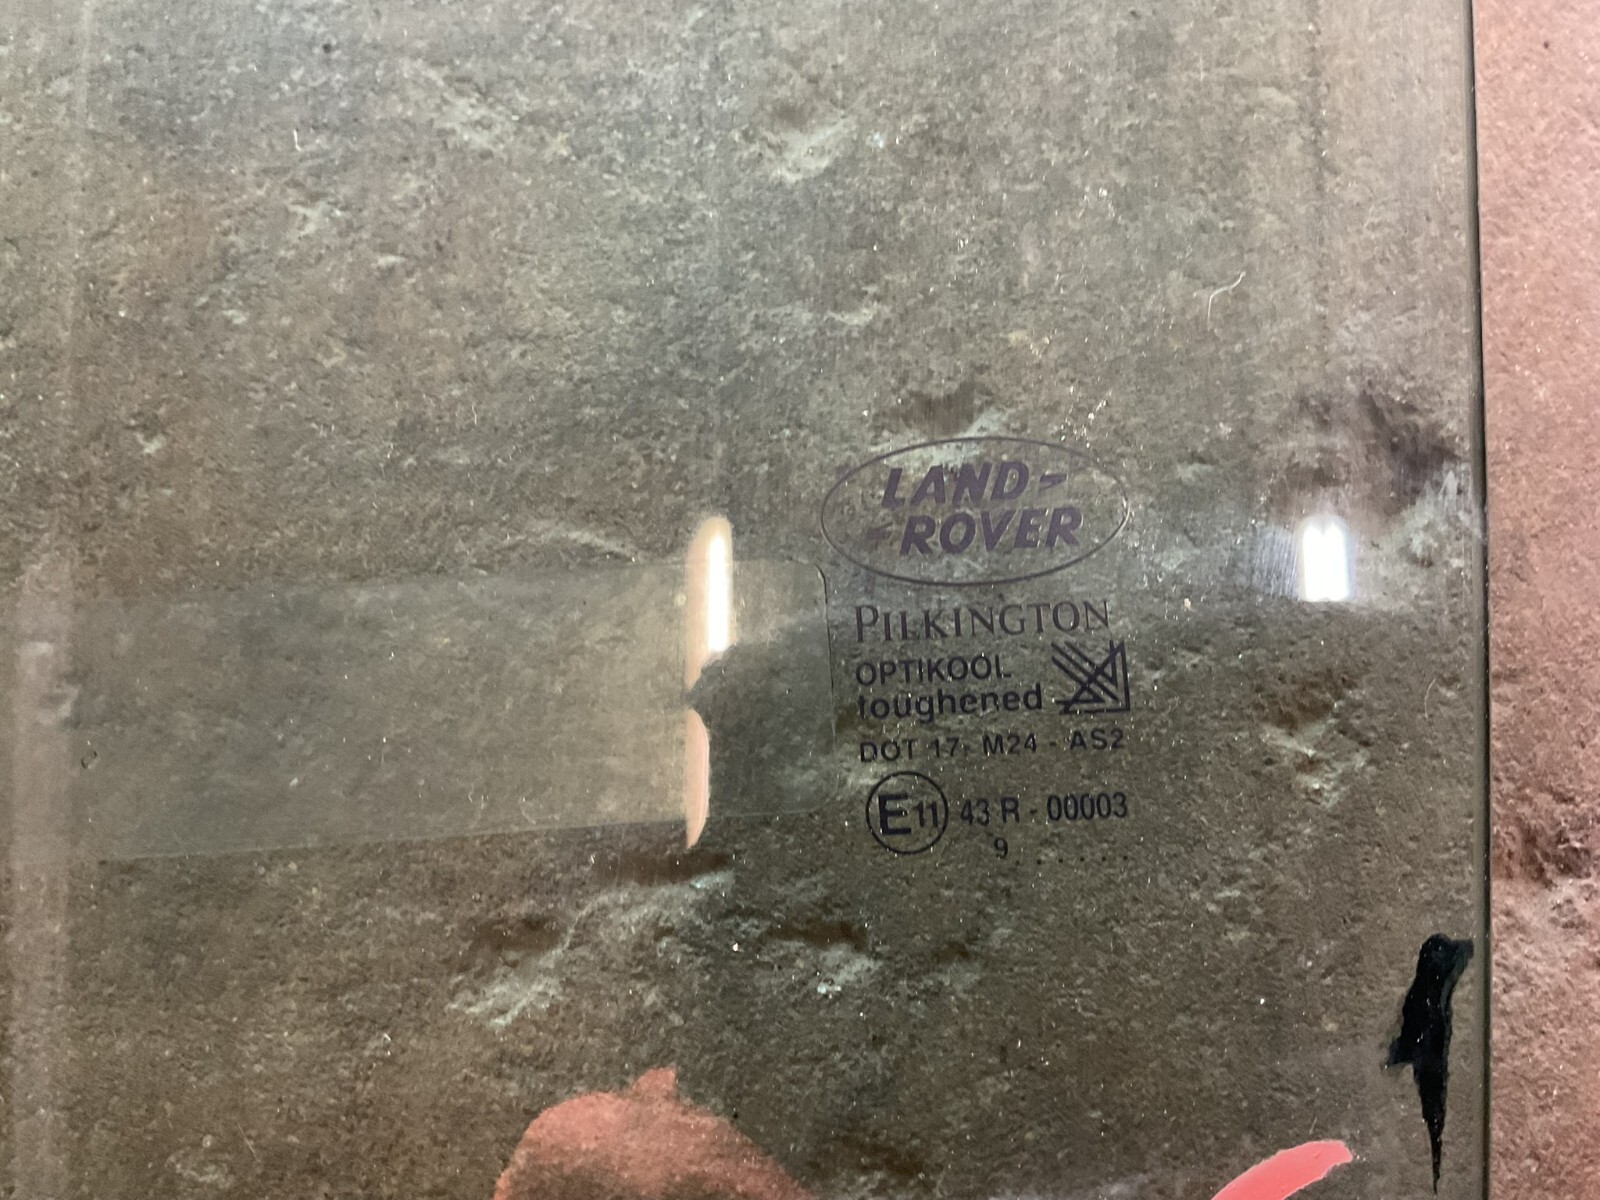 LAND-
-ROVER
PILKINGTON
OPTIKOOL
toughened
DOT 17- M24 - AS2
E11 43 R - 00003
9 . . . . . .